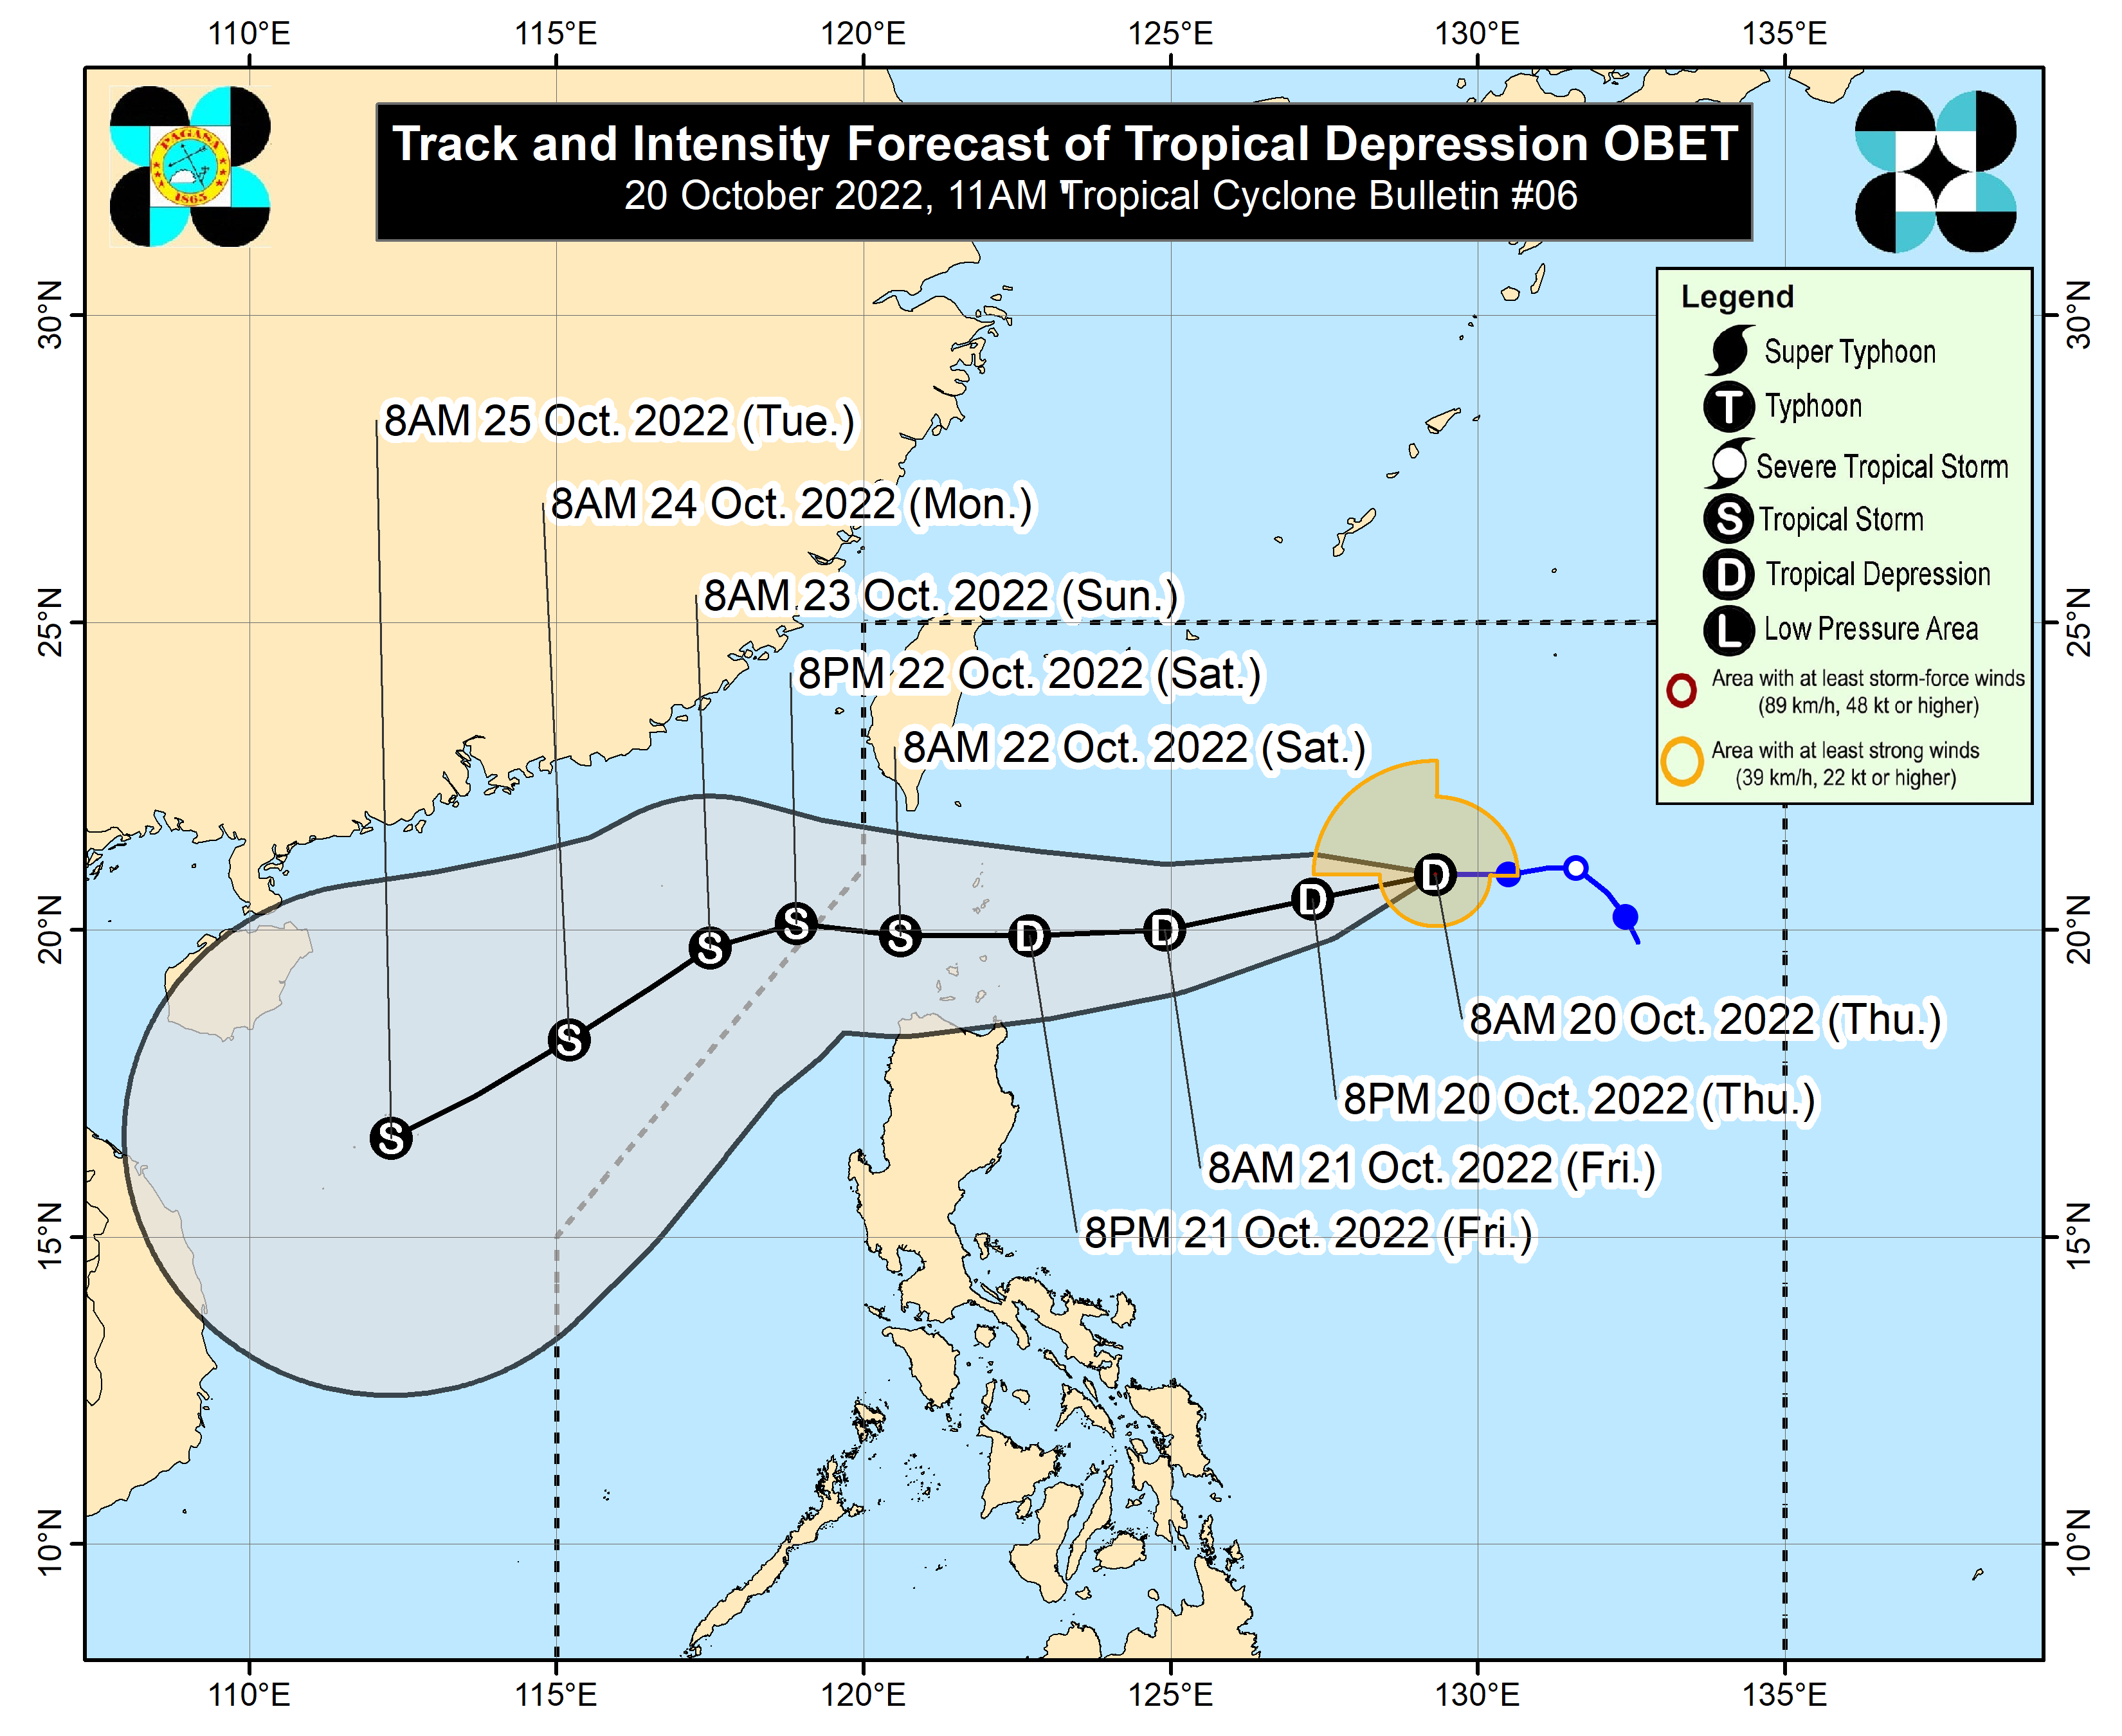 110°E 115°E 120°E 125°E 130°E 135°E
PAGASA
1865
Track and Intensity Forecast of Tropical Depression OBET
20 October 2022, 11AM Tropical Cyclone Bulletin #06
Legend
Super Typhoon
T Typhoon
Severe Tropical Storm
S Tropical Storm
D Tropical Depression
L Low Pressure Area
Area with at least storm-force winds
(89 km/h, 48 kt or higher)
Area with at least strong winds
(39 km/h, 22 kt or higher)
30°N 30°N
8AM 25 Oct. 2022 (Tue.)
8AM 24 Oct. 2022 (Mon.)
8AM 23 Oct. 2022 (Sun.)
25°N 25°N
8PM 22 Oct. 2022 (Sat.)
8AM 22 Oct. 2022 (Sat.)
D
D
S S S D D
20°N 20°N
8AM 20 Oct. 2022 (Thu.)
S
8PM 20 Oct. 2022 (Thu.)
S
8AM 21 Oct. 2022 (Fri.)
8PM 21 Oct. 2022 (Fri.)
15°N 15°N
10°N 10°N
110°E 115°E 120°E 125°E 130°E 135°E